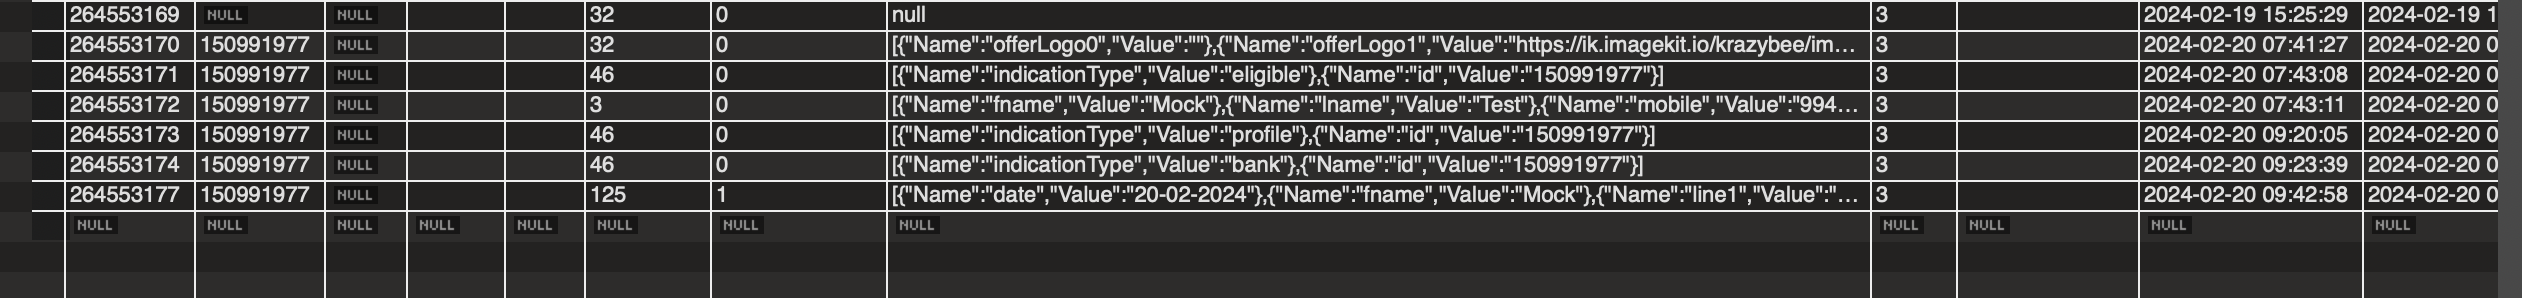 264553169 NULL NULL 32 0 null 3 2024-02-19 15:25:29 2024-02-19 1
264553170 150991977 NULL 32 0 [{"Name":"offerLogo0","Value":""},{"Name":"offerLogo1","Value":"https://ik.imagekit.io/krazybee/im... 3 2024-02-20 07:41:27 2024-02-20 0
264553171 150991977 NULL 46 0 [{"Name":"indicationType","Value":"eligible"},{"Name":"id","Value":"150991977"}] 3 2024-02-20 07:43:08 2024-02-20 0
264553172 150991977 NULL 3 0 [{"Name":"fname","Value":"Mock"},{"Name":"lname","Value":"Test"},{"Name":"mobile","Value":"994... 3 2024-02-20 07:43:11 2024-02-20 0
264553173 150991977 NULL 46 0 [{"Name":"indicationType","Value":"profile"},{"Name":"id","Value":"150991977"}] 3 2024-02-20 09:20:05 2024-02-20 0
264553174 150991977 NULL 46 0 [{"Name":"indicationType","Value":"bank"},{"Name":"id","Value":"150991977"}] 3 2024-02-20 09:23:39 2024-02-20 0
264553177 150991977 NULL 125 1 [{"Name":"date","Value":"20-02-2024"},{"Name":"fname","Value":"Mock"},{"Name":"line1","Value":"... 3 2024-02-20 09:42:58 2024-02-20 0
NULL NULL NULL NULL NULL NULL NULL NULL NULL NULL NULL NULL